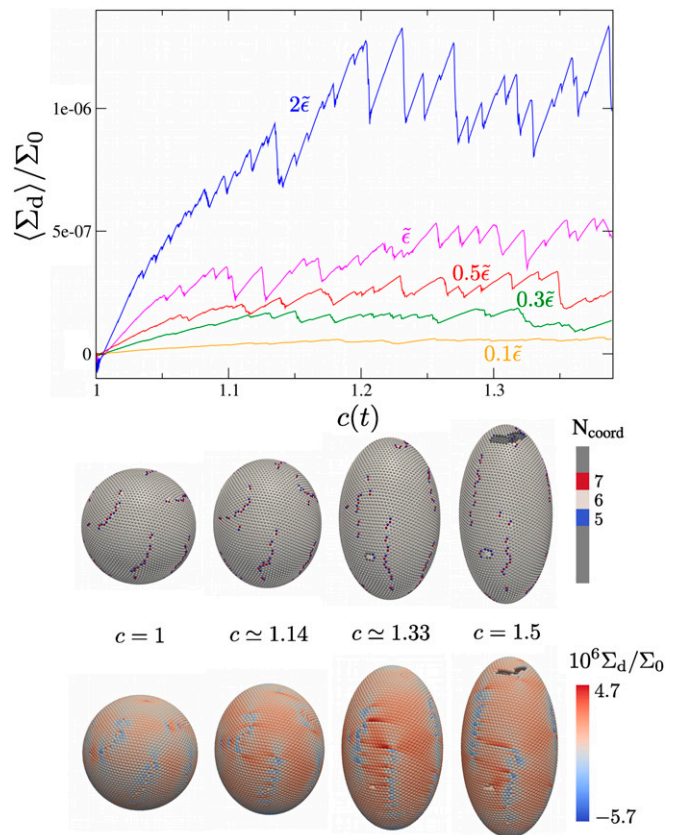 ⟨Σd⟩/Σ0
1e-06
5e-07
0
2ε̃
ε̃
0.5ε̃
0.3ε̃
0.1ε̃
1 1.1 1.2 1.3
c(t)
Ncoord
7
6
5
c = 1 c ≃ 1.14 c ≃ 1.33 c = 1.5
10⁶Σd/Σ0
4.7
−5.7